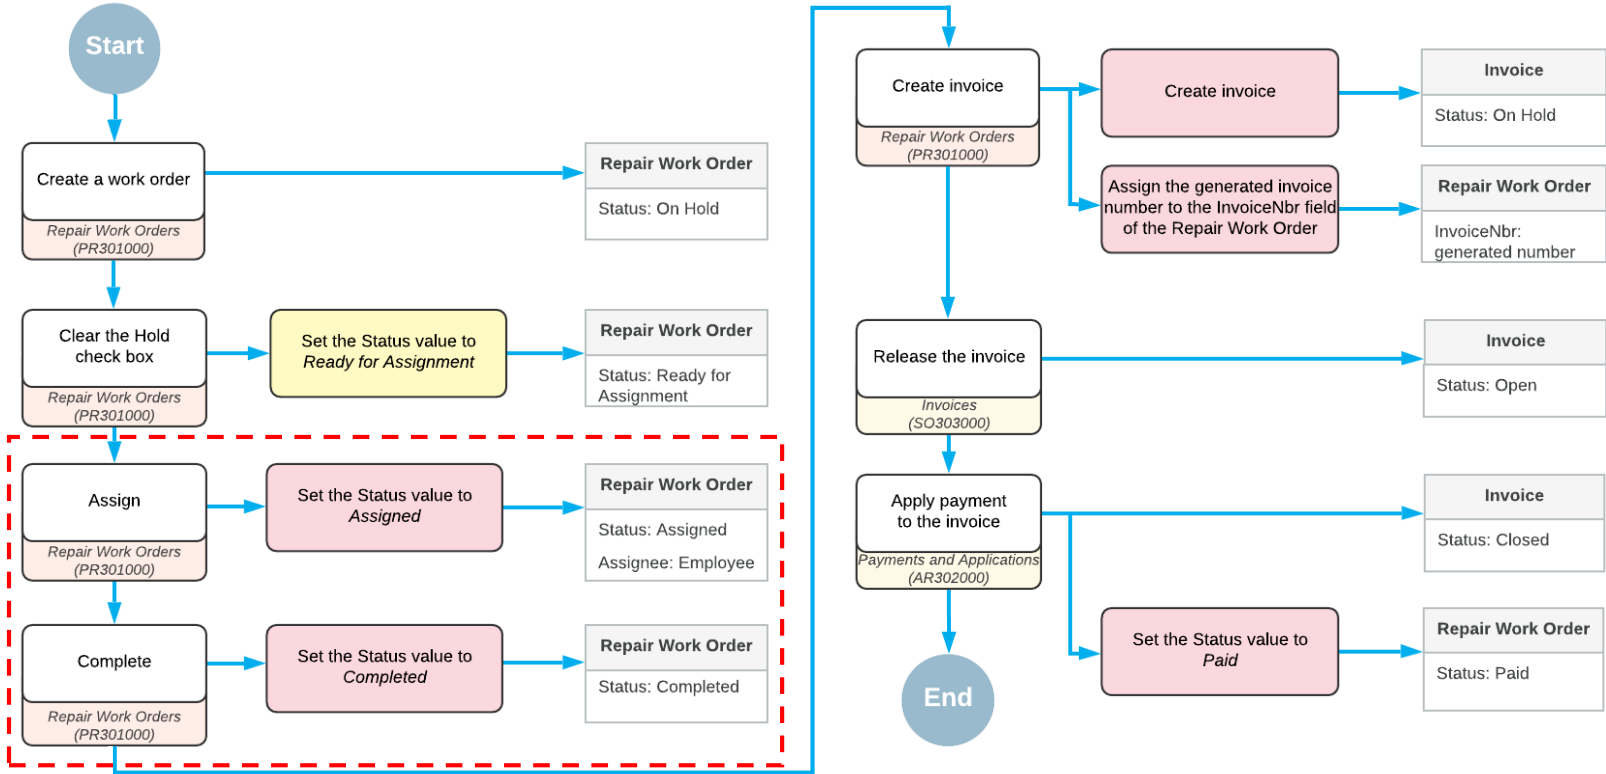 Start
Create a work order
Repair Work Orders
(PR301000)
Repair Work Order
Status: On Hold
Clear the Hold
check box
Repair Work Orders
(PR301000)
Set the Status value to
Ready for Assignment
Repair Work Order
Status: Ready for
Assignment
Assign
Repair Work Orders
(PR301000)
Set the Status value to
Assigned
Repair Work Order
Status: Assigned
Assignee: Employee
Complete
Repair Work Orders
(PR301000)
Set the Status value to
Completed
Repair Work Order
Status: Completed
Create invoice
Repair Work Orders
(PR301000)
Create invoice
Invoice
Status: On Hold
Assign the generated invoice
number to the InvoiceNbr field
of the Repair Work Order
Repair Work Order
InvoiceNbr:
generated number
Release the invoice
Invoices
(SO303000)
Invoice
Status: Open
Apply payment
to the invoice
Payments and Applications
(AR302000)
Invoice
Status: Closed
Set the Status value to
Paid
Repair Work Order
Status: Paid
End